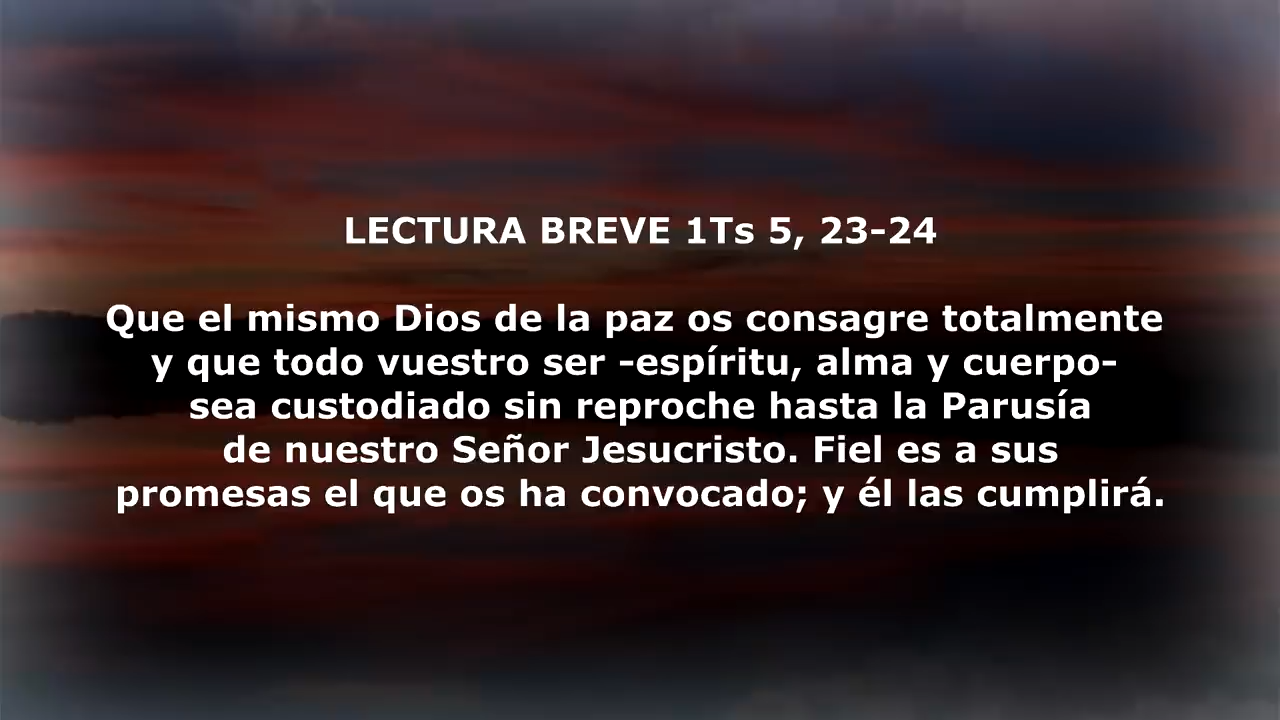 LECTURA BREVE 1Ts 5, 23-24
Que el mismo Dios de la paz os consagre totalmente
y que todo vuestro ser -espíritu, alma y cuerpo-
sea custodiado sin reproche hasta la Parusía
de nuestro Señor Jesucristo. Fiel es a sus
promesas el que os ha convocado; y él las cumplirá.